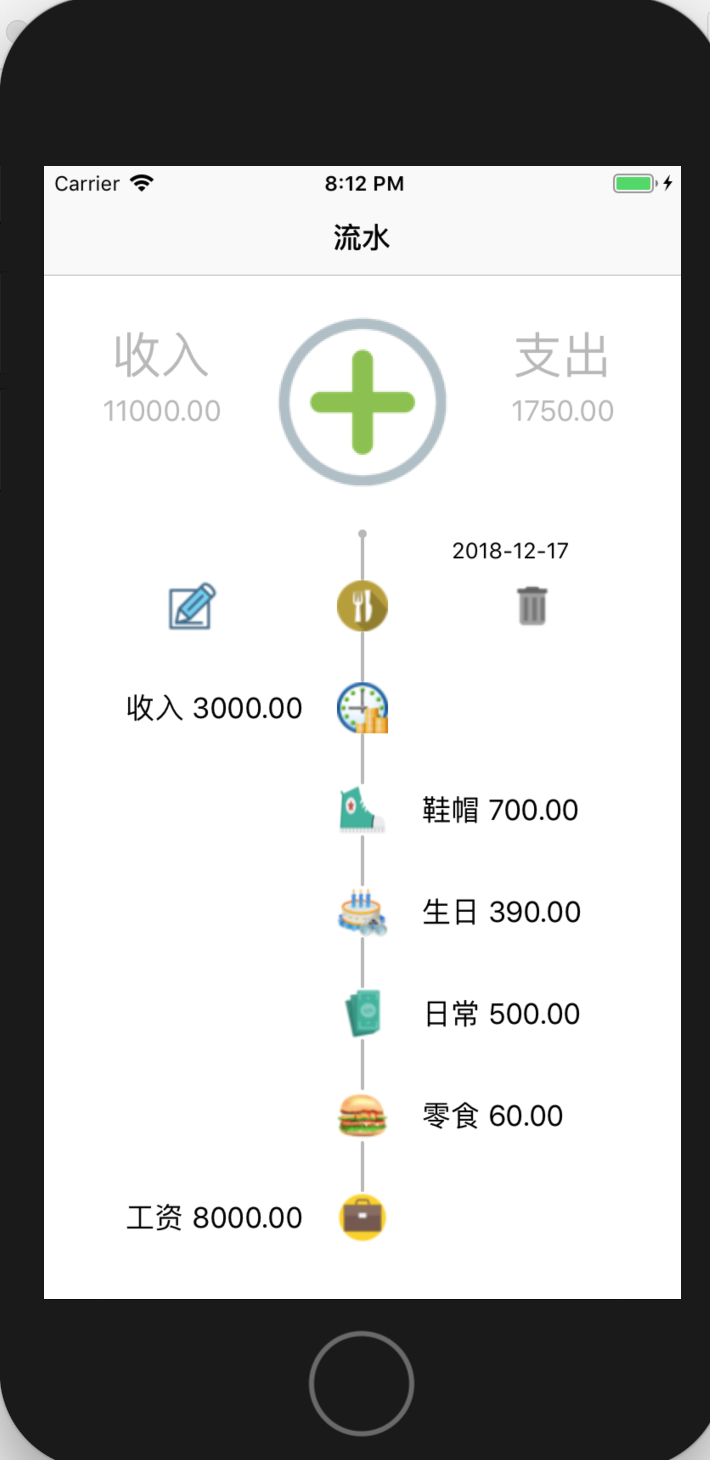 Carrier 8:12 PM
流水
收入 支出
11000.00 1750.00
2018-12-17
收入 3000.00
鞋帽 700.00
生日 390.00
日常 500.00
零食 60.00
工资 8000.00